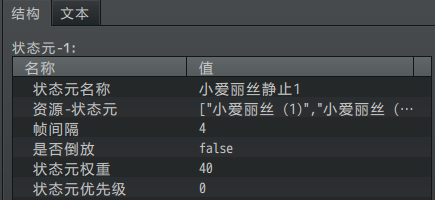 结构 文本
状态元-1:
名称 值
状态元名称 小爱丽丝静止1
资源-状态元 ["小爱丽丝 (1)","小爱丽丝 (…
帧间隔 4
是否倒放 false
状态元权重 40
状态元优先级 0